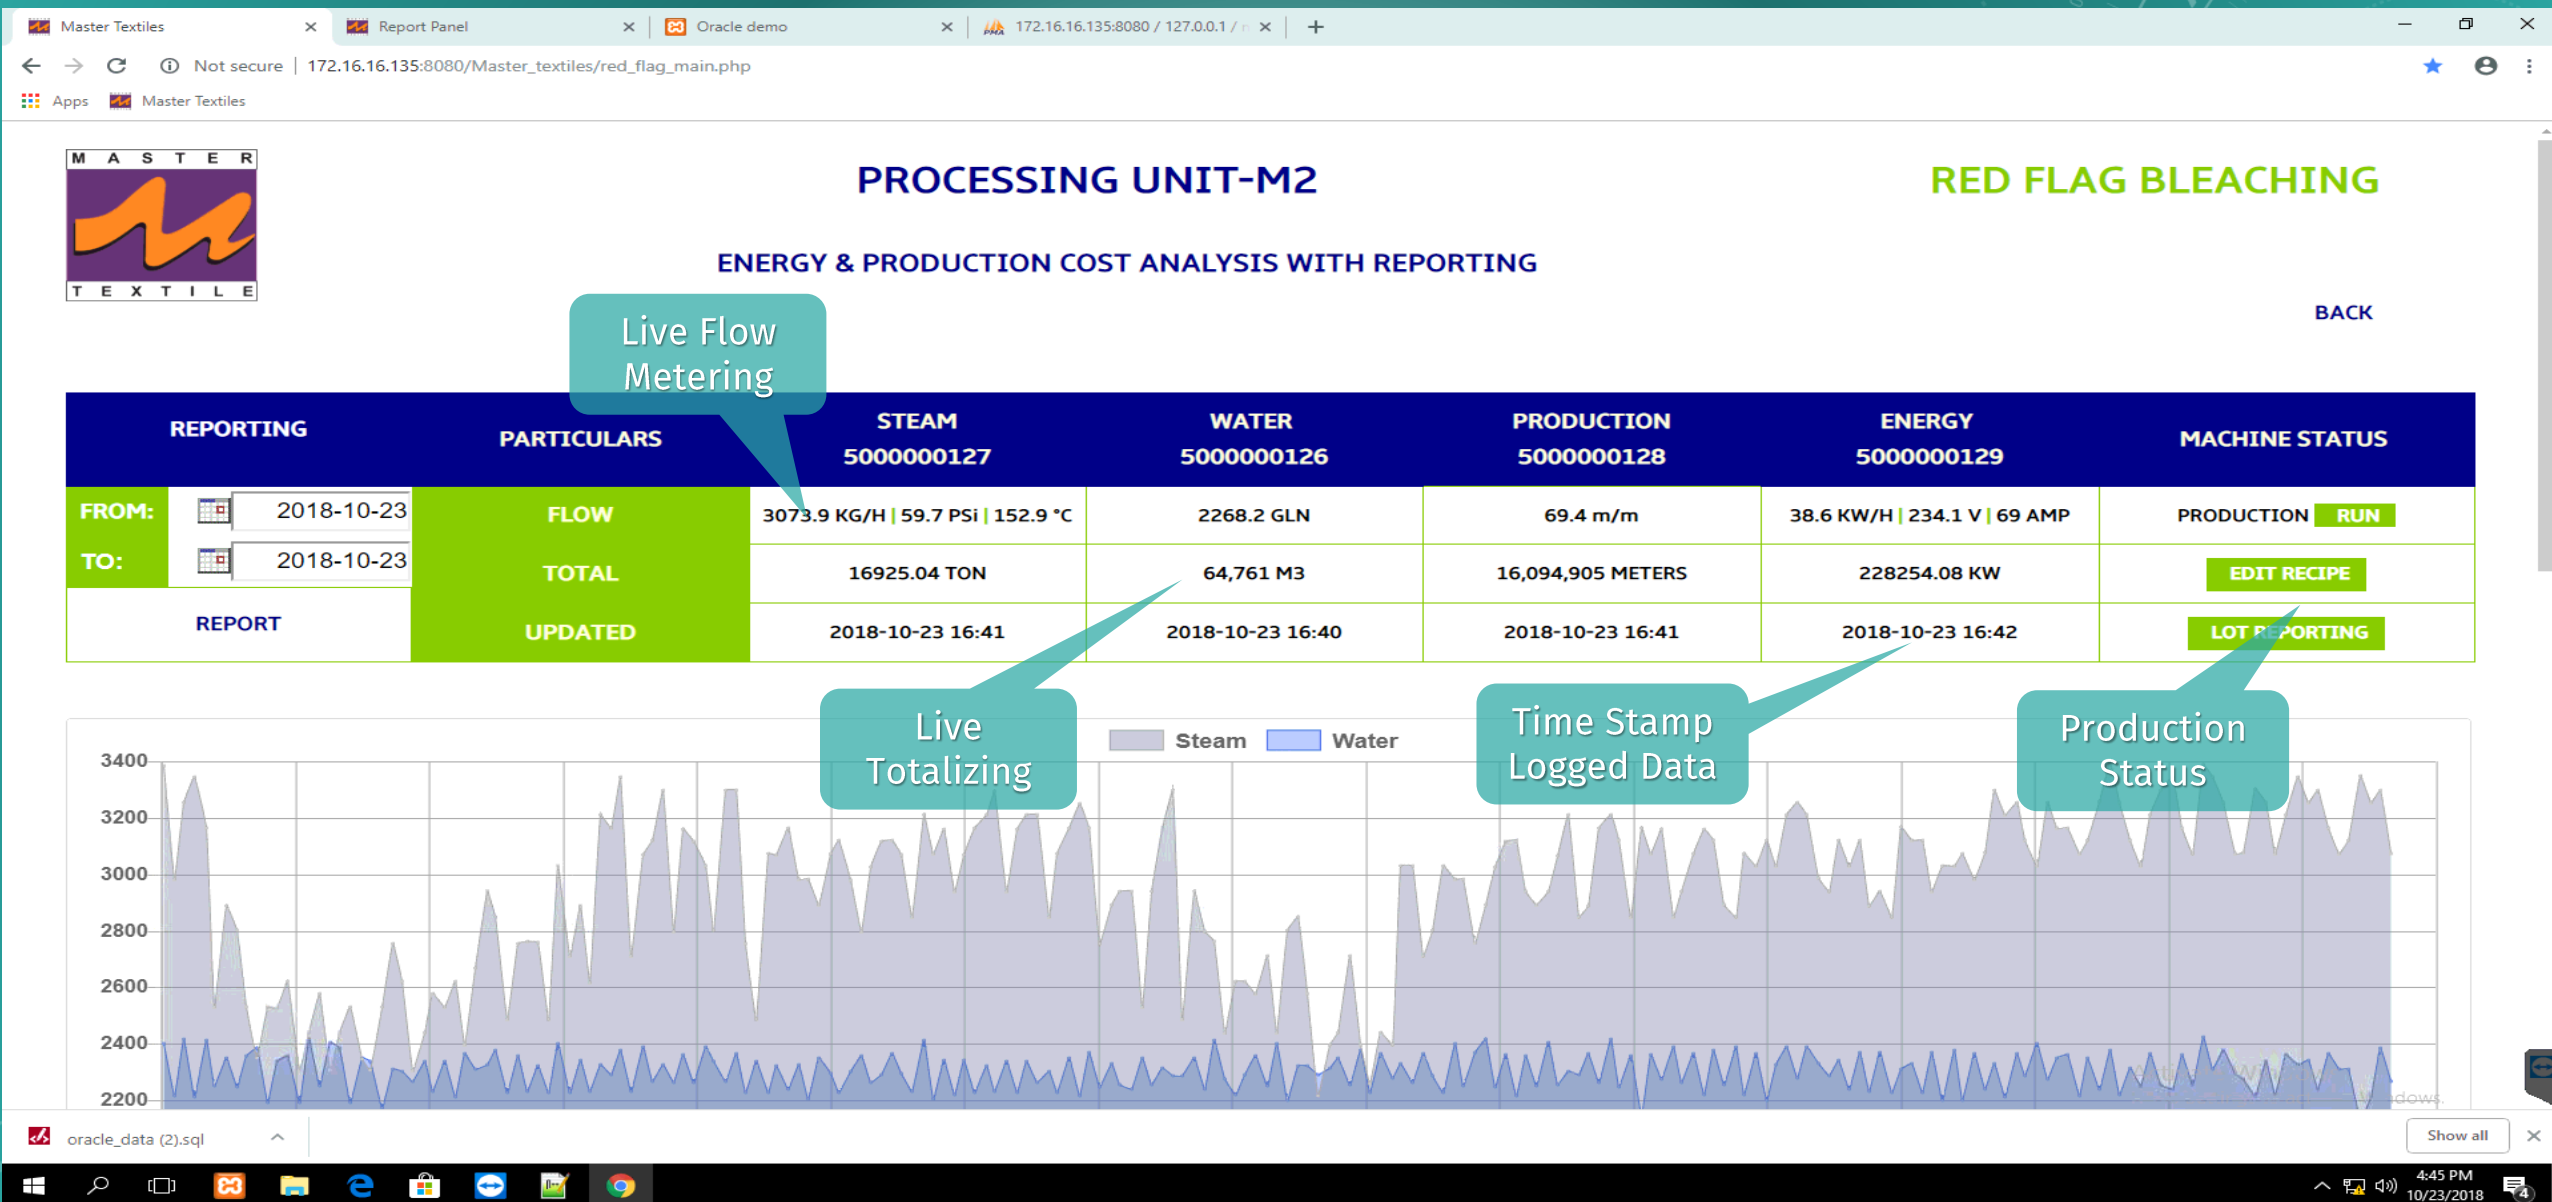 Master Textiles
Report Panel
Oracle demo
172.16.16.135:8080 / 127.0.0.1 /
Not secure | 172.16.16.135:8080/Master_textiles/red_flag_main.php
Apps Master Textiles
MASTER
TEXTILE
PROCESSING UNIT-M2
RED FLAG BLEACHING
ENERGY & PRODUCTION COST ANALYSIS WITH REPORTING
BACK
Live Flow
Metering
REPORTING PARTICULARS STEAM WATER PRODUCTION ENERGY MACHINE STATUS
5000000127 5000000126 5000000128 5000000129
FROM: 2018-10-23 FLOW 3073.9 KG/H | 59.7 PSi | 152.9 °C 2268.2 GLN 69.4 m/m 38.6 KW/H | 234.1 V | 69 AMP PRODUCTION RUN
TO: 2018-10-23 TOTAL 16925.04 TON 64,761 M3 16,094,905 METERS 228254.08 KW EDIT RECIPE
REPORT UPDATED 2018-10-23 16:41 2018-10-23 16:40 2018-10-23 16:41 2018-10-23 16:42 LOT REPORTING
Live
Totalizing
Time Stamp
Logged Data
Production
Status
Steam Water
3400
3200
3000
2800
2600
2400
2200
oracle_data (2).sql
Show all
PMA
4:45 PM
10/23/2018
4